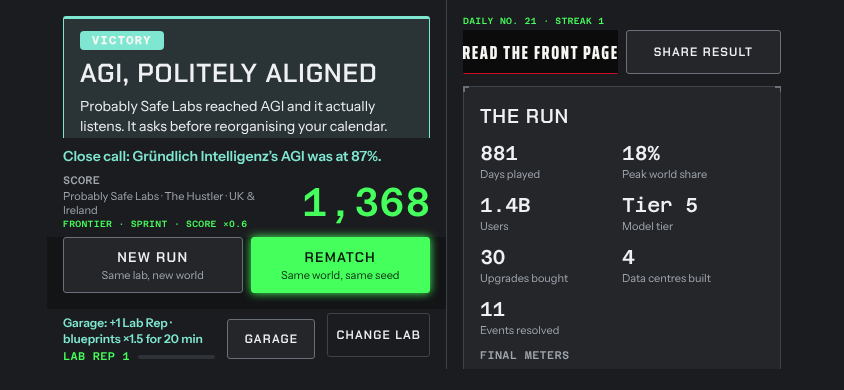 VICTORY
AGI, POLITELY ALIGNED
Probably Safe Labs reached AGI and it actually
listens. It asks before reorganising your calendar.
Close call: Gründlich Intelligenz's AGI was at 87%.
SCORE
Probably Safe Labs · The Hustler · UK &
Ireland
FRONTIER · SPRINT · SCORE ×0.6
1,368
NEW RUN
Same lab, new world
REMATCH
Same world, same seed
Garage: +1 Lab Rep ·
blueprints ×1.5 for 20 min
LAB REP 1
GARAGE
CHANGE LAB
DAILY NO. 21 · STREAK 1
READ THE FRONT PAGE
SHARE RESULT
THE RUN
881
Days played
18%
Peak world share
1.4B
Users
Tier 5
Model tier
30
Upgrades bought
4
Data centres built
11
Events resolved
FINAL METERS